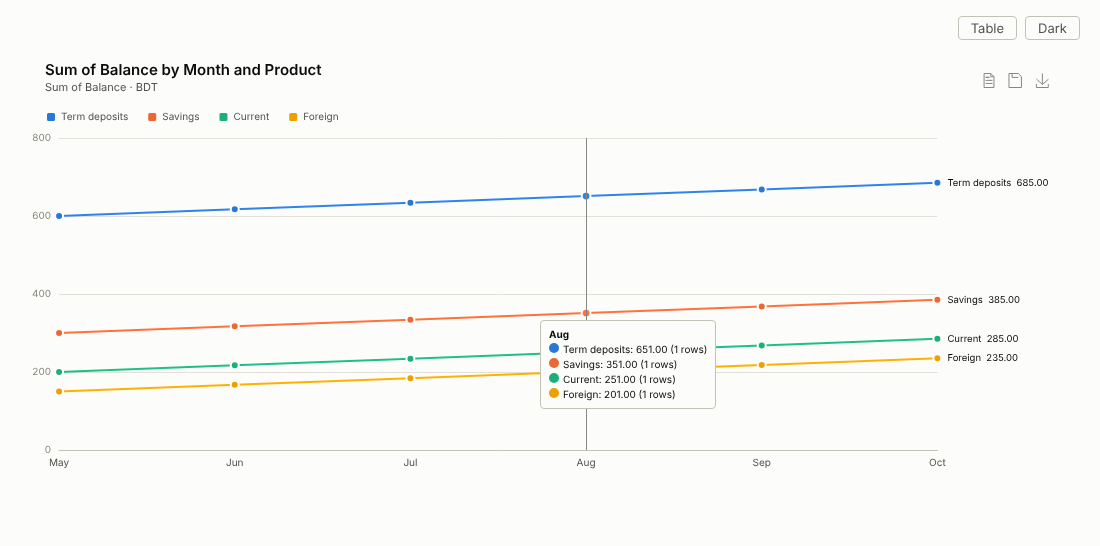 Table Dark
Sum of Balance by Month and Product
Sum of Balance · BDT
Term deposits Savings Current Foreign
800
Term deposits 685.00
600
400
Savings 385.00
Aug
Term deposits: 651.00 (1 rows)
Savings: 351.00 (1 rows)
Current: 251.00 (1 rows)
Foreign: 201.00 (1 rows)
Current 285.00
Foreign 235.00
200
0
May Jun Jul Aug Sep Oct